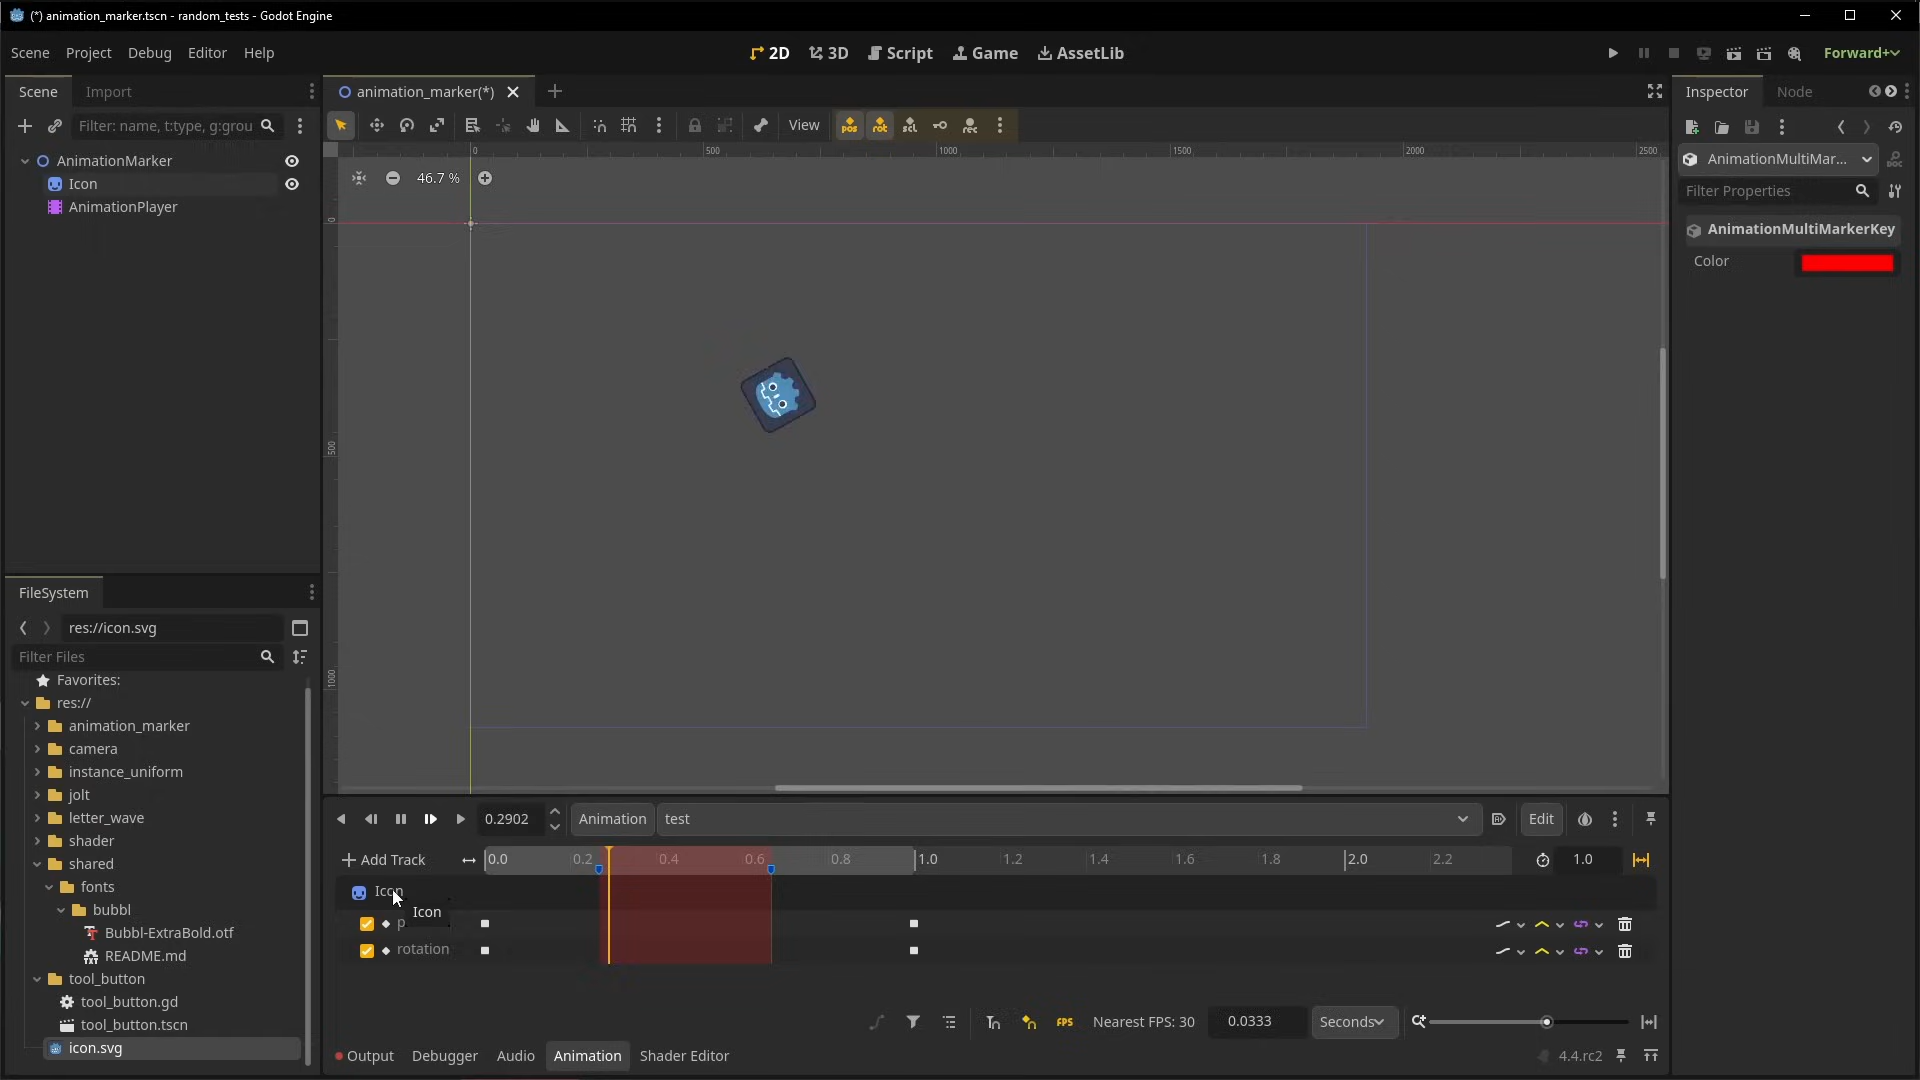 (*) animation_marker.tscn - random_tests - Godot Engine
Scene Project Debug Editor Help
2D 3D Script Game AssetLib
Forward+
Scene Import
Filter: name, t:type, g:grou
AnimationMarker
Icon
AnimationPlayer
animation_marker(*)
View
0 500 1000 1500 2000 2500
46.7 %
0
500
1000
Inspector Node
AnimationMultiMar...
Filter Properties
AnimationMultiMarkerKey
Color
FileSystem
res://icon.svg
Filter Files
Favorites:
res://
animation_marker
camera
instance_uniform
jolt
letter_wave
shader
shared
fonts
bubbl
Bubbl-ExtraBold.otf
README.md
tool_button
tool_button.gd
tool_button.tscn
icon.svg
0.2902 Animation test Edit
Add Track 0.0 0.2 0.4 0.6 0.8 1.0 1.2 1.4 1.6 1.8 2.0 2.2 1.0
Icon
Icon
p
rotation
FPS Nearest FPS: 30 0.0333 Seconds
Output Debugger Audio Animation Shader Editor
4.4.rc2